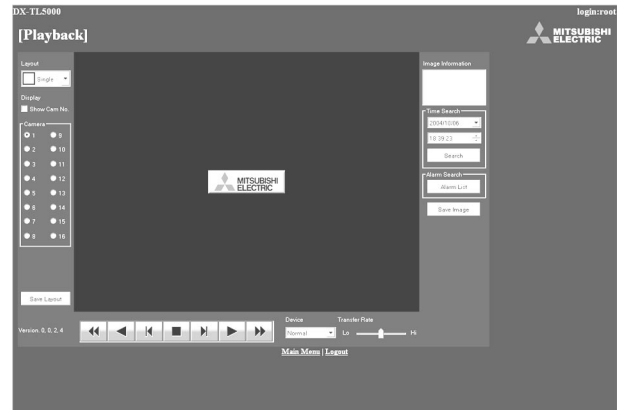 DX-TL5000
login:root
[Playback]
MITSUBISHI
ELECTRIC
Layout
Single
Display
Show Cam No.
Camera
1
9
2
10
3
11
4
12
5
13
6
14
7
15
8
16
Save Layout
Version. 0, 0, 2, 4
MITSUBISHI
ELECTRIC
Image Information
Time Search
2004/10/06
18:39:23
Search
Alarm Search
Alarm List
Save Image
Device
Normal
Transfer Rate
Lo
Hi
Main Menu | Logout